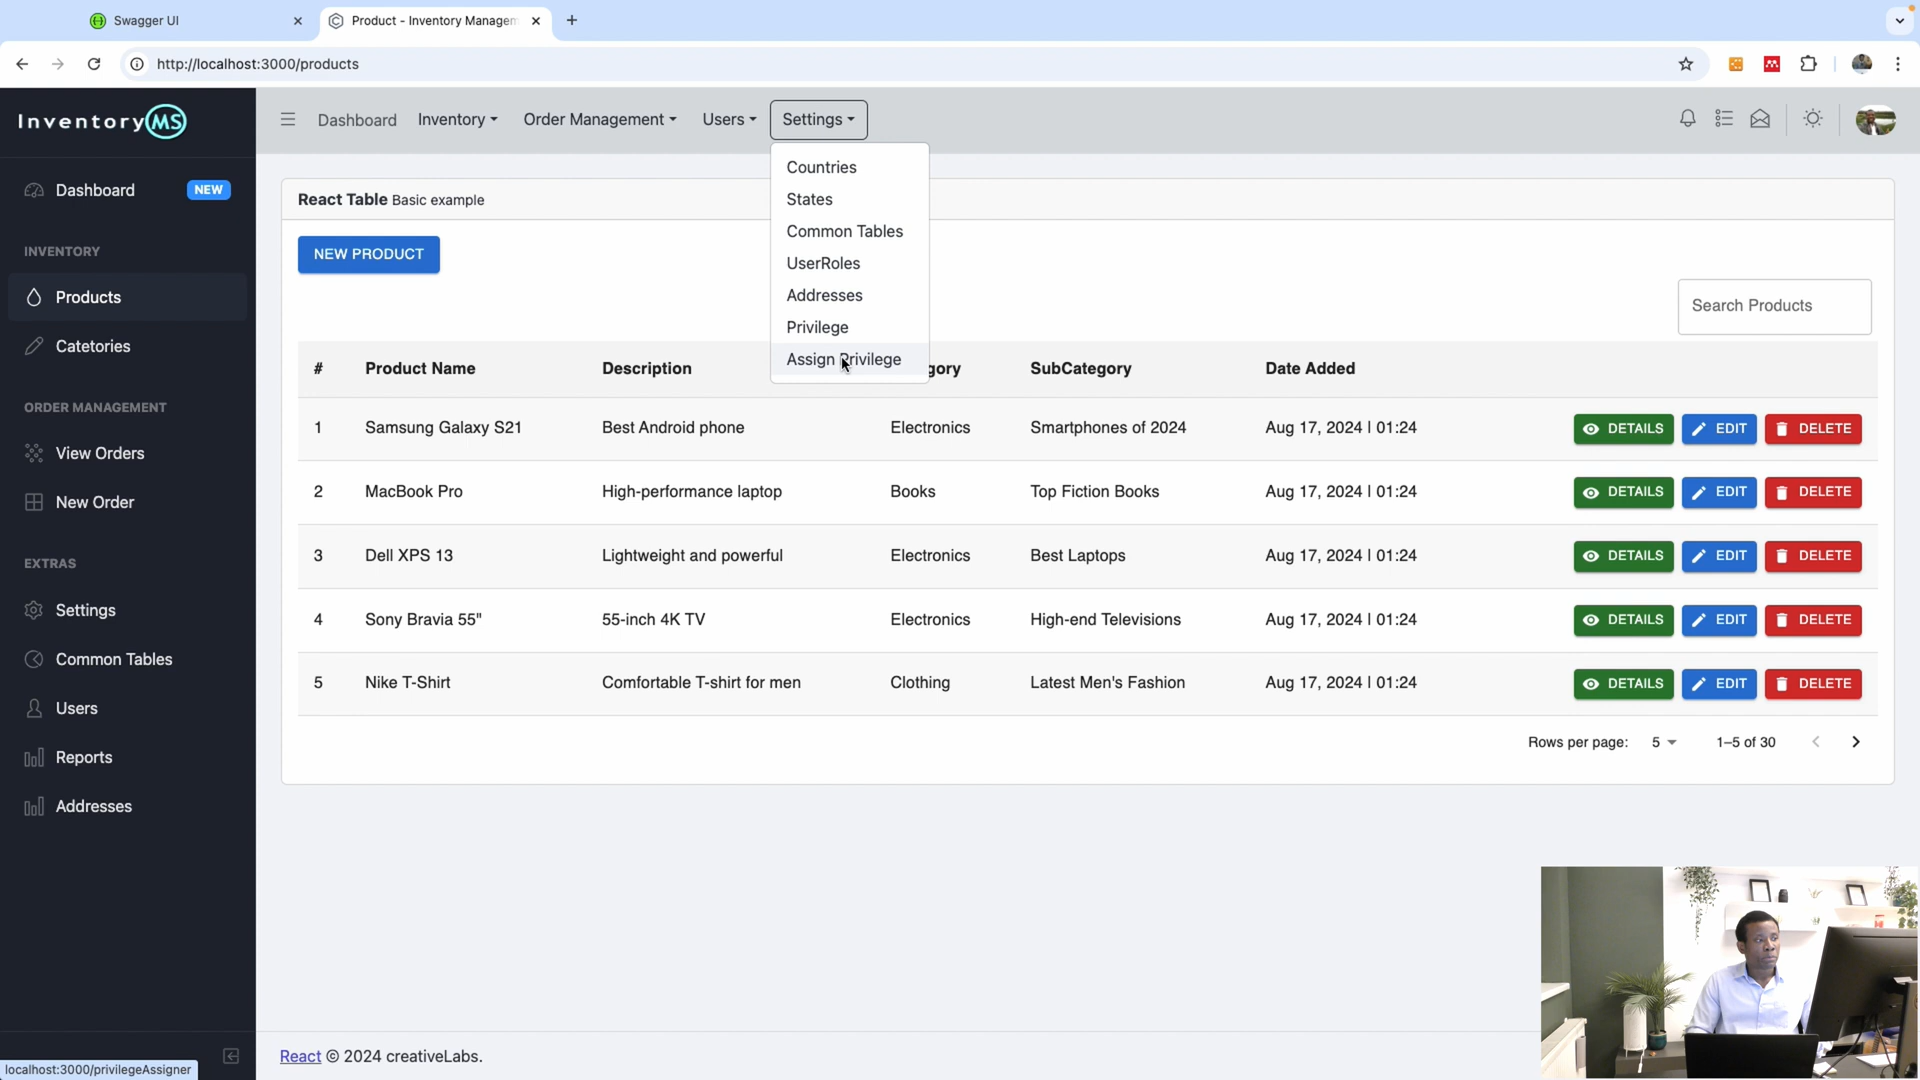 Swagger UI
Product - Inventory Managem
http://localhost:3000/products
InventoryMS
Dashboard
Inventory
Order Management
Users
Settings
Countries
States
Common Tables
UserRoles
Addresses
Privilege
Assign Privilege
Dashboard NEW
INVENTORY
Products
Catetories
ORDER MANAGEMENT
View Orders
New Order
EXTRAS
Settings
Common Tables
Users
Reports
Addresses
React Table Basic example
NEW PRODUCT
Search Products
# Product Name Description gory SubCategory Date Added
1 Samsung Galaxy S21 Best Android phone Electronics Smartphones of 2024 Aug 17, 2024 | 01:24 DETAILS EDIT DELETE
2 MacBook Pro High-performance laptop Books Top Fiction Books Aug 17, 2024 | 01:24 DETAILS EDIT DELETE
3 Dell XPS 13 Lightweight and powerful Electronics Best Laptops Aug 17, 2024 | 01:24 DETAILS EDIT DELETE
4 Sony Bravia 55" 55-inch 4K TV Electronics High-end Televisions Aug 17, 2024 | 01:24 DETAILS EDIT DELETE
5 Nike T-Shirt Comfortable T-shirt for men Clothing Latest Men's Fashion Aug 17, 2024 | 01:24 DETAILS EDIT DELETE
Rows per page: 5 1–5 of 30
React © 2024 creativeLabs.
localhost:3000/privilegeAssigner